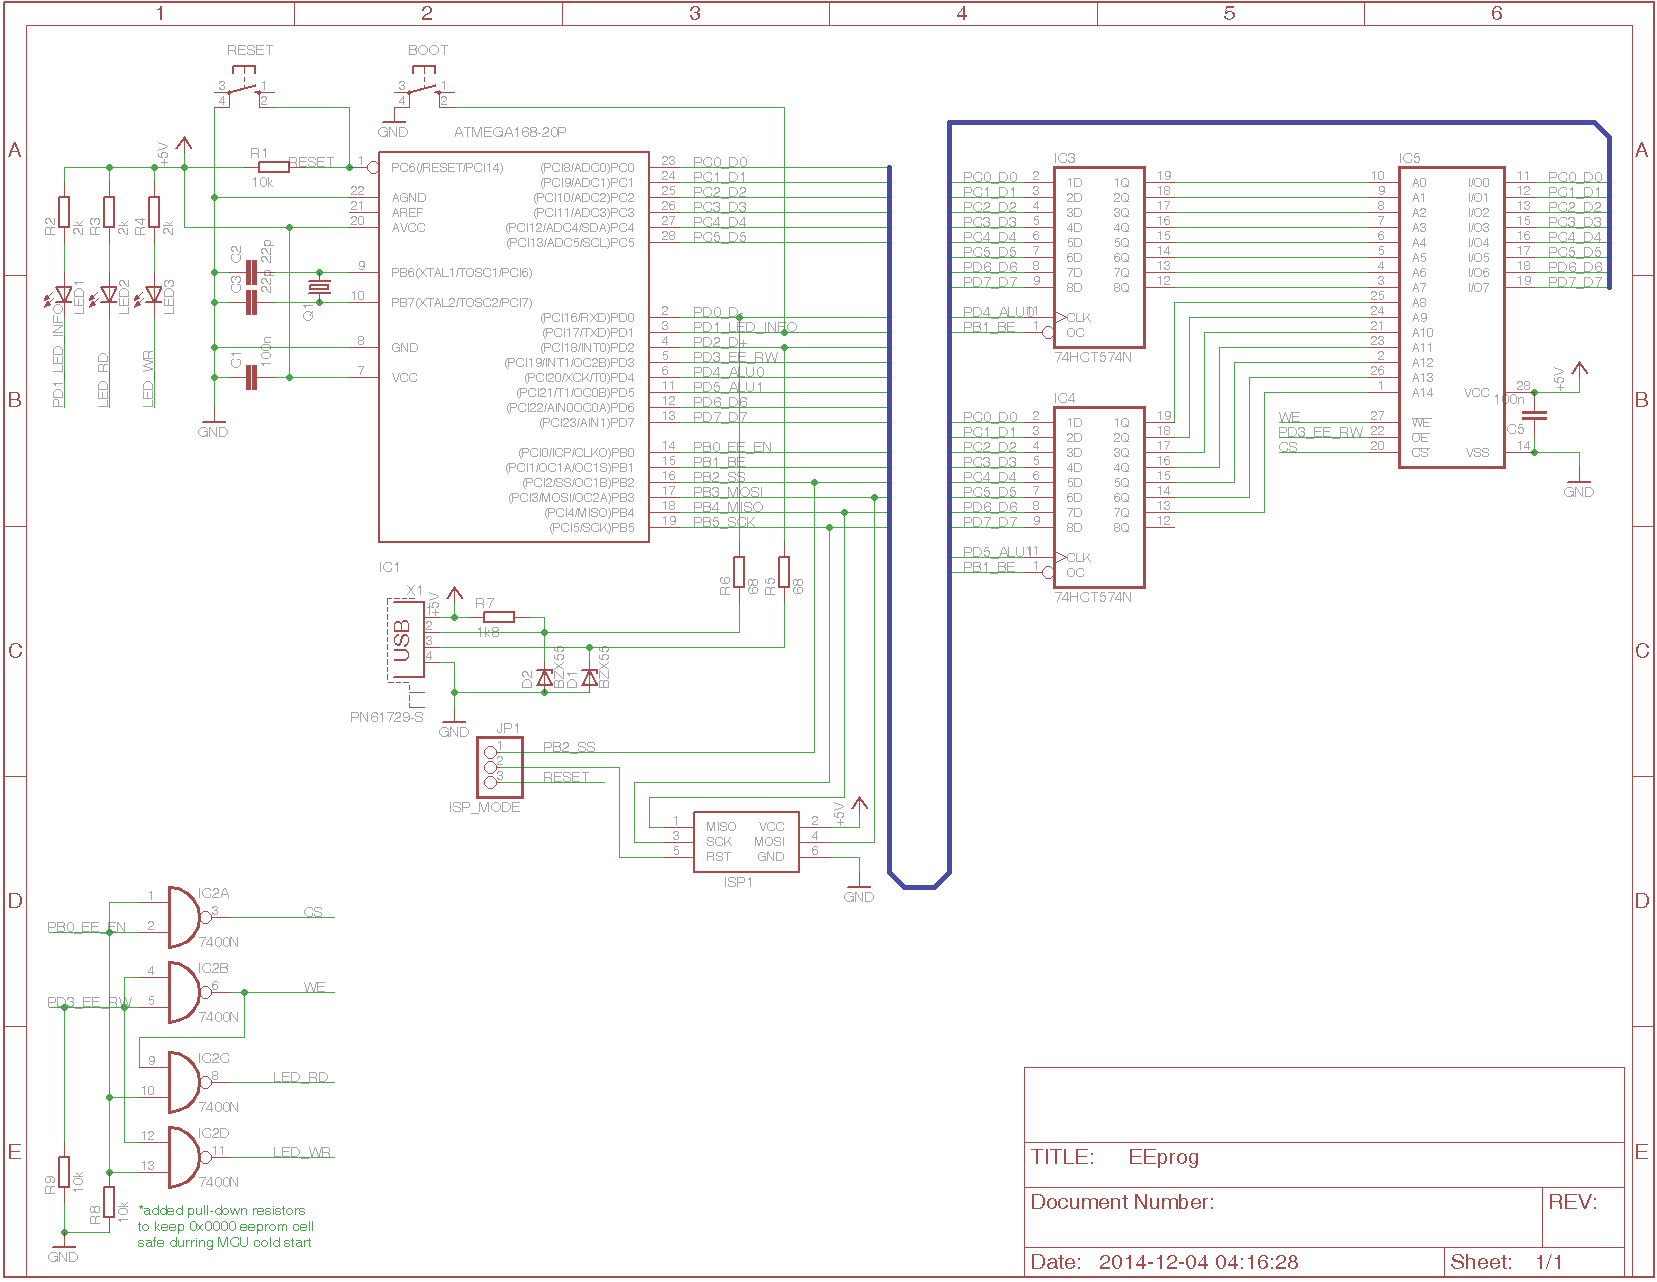 1 2 3 4 5 6
A A
B B
C C
D D
E E
RESET
3 1
4 2
BOOT
3 1
4 2
GND
ATMEGA168-20P
+5V
R1
10k
RESET
1 PC6(/RESET/PCI14)
22 AGND
21 AREF
20 AVCC
9 PB6(XTAL1/TOSC1/PCI6)
10 PB7(XTAL2/TOSC2/PCI7)
8 GND
7 VCC
(PCI8/ADC0)PC0 23 PC0_D0
(PCI9/ADC1)PC1 24 PC1_D1
(PCI10/ADC2)PC2 25 PC2_D2
(PCI11/ADC3)PC3 26 PC3_D3
(PCI12/ADC4/SDA)PC4 27 PC4_D4
(PCI13/ADC5/SCL)PC5 28 PC5_D5
(PCI16/RXD)PD0 2 PD0_D-
(PCI17/TXD)PD1 3 PD1_LED_INFO
(PCI18/INT0)PD2 4 PD2_D+
(PCI19/INT1/OC2B)PD3 5 PD3_EE_RW
(PCI20/XCK/T0)PD4 6 PD4_ALU0
(PCI21/T1/OC0B)PD5 11 PD5_ALU1
(PCI22/AIN0OC0A)PD6 12 PD6_D6
(PCI23/AIN1)PD7 13 PD7_D7
(PCI0/ICP/CLKO)PB0 14 PB0_EE_EN
(PCI1/OC1A/OC1S)PB1 15 PB1_BE
(PCI2/SS/OC1B)PB2 16 PB2_SS
(PCI3/MOSI/OC2A)PB3 17 PB3_MOSI
(PCI4/MISO)PB4 18 PB4_MISO
(PCI5/SCK)PB5 19 PB5_SCK
IC1
R2 2k
R3 2k
R4 2k
LED1
LED2
LED3
PD1_LED_INFO
LED_RD
LED_WR
C2 22p
C3 22p
Q1
C1 100n
GND
IC3
PC0_D0 2 1D 1Q 19
PC1_D1 3 2D 2Q 18
PC2_D2 4 3D 3Q 17
PC3_D3 5 4D 4Q 16
PC4_D4 6 5D 5Q 15
PC5_D5 7 6D 6Q 14
PD6_D6 8 7D 7Q 13
PD7_D7 9 8D 8Q 12
PD4_ALU0 11 CLK
PB1_BE 1 OC
74HCT574N
IC4
PC0_D0 2 1D 1Q 19
PC1_D1 3 2D 2Q 18
PC2_D2 4 3D 3Q 17
PC3_D3 5 4D 4Q 16
PC4_D4 6 5D 5Q 15
PC5_D5 7 6D 6Q 14
PD6_D6 8 7D 7Q 13
PD7_D7 9 8D 8Q 12
PD5_ALU1 11 CLK
PB1_BE 1 OC
74HCT574N
IC5
10 A0 I/O0 11 PC0_D0
9 A1 I/O1 12 PC1_D1
8 A2 I/O2 13 PC2_D2
7 A3 I/O3 15 PC3_D3
6 A4 I/O4 16 PC4_D4
5 A5 I/O5 17 PC5_D5
4 A6 I/O6 18 PD6_D6
3 A7 I/O7 19 PD7_D7
25 A8
24 A9
21 A10
23 A11
2 A12
26 A13
1 A14 VCC 28
WE 27 WE
PD3_EE_RW 22 OE
CS 20 CS VSS 14
+5V
100n
C5
GND
R6 68
R5 68
X1
USB
1
2
3
4
+5V
R7
1k8
D2 BZX55
D1 BZX55
PN61729-S
GND
JP1
1 PB2_SS
2
3 RESET
ISP_MODE
1 MISO VCC 2
3 SCK MOSI 4
5 RST GND 6
ISP1
+5V
GND
PB0_EE_EN
1
2
IC2A
3 CS
7400N
PD3_EE_RW
4
5
IC2B
6 WE
7400N
9
10
IC2C
8 LED_RD
7400N
12
13
IC2D
11 LED_WR
7400N
R9 10k
R8 10k
GND
*added pull-down resistors
to keep 0x0000 eeprom cell
safe durring MCU cold start
TITLE: EEprog
Document Number:
REV:
Date: 2014-12-04 04:16:28
Sheet: 1/1